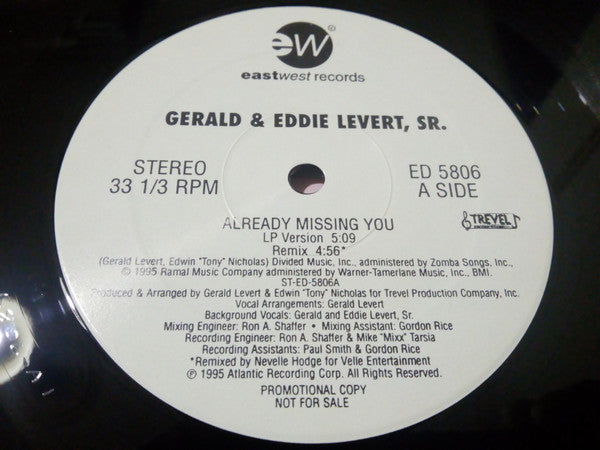 ew
eastwest records
GERALD & EDDIE LEVERT, SR.
STEREO
33 1/3 RPM
ED 5806
A SIDE
TREVEL
ALREADY MISSING YOU
LP Version 5:09
Remix 4:56*
(Gerald Levert, Edwin "Tony" Nicholas) Divided Music, Inc., administered by Zomba Songs, Inc.,
© 1995 Ramal Music Company administered by Warner-Tamerlane Music, Inc., BMI.
ST-ED-5806A
Produced & Arranged by Gerald Levert & Edwin "Tony" Nicholas for Trevel Production Company, Inc.
Vocal Arrangements: Gerald Levert
Background Vocals: Gerald and Eddie Levert, Sr.
Mixing Engineer: Ron A. Shaffer • Mixing Assistant: Gordon Rice
Recording Engineer: Ron A. Shaffer & Mike "Mixx" Tarsia
Recording Assistants: Paul Smith & Gordon Rice
*Remixed by Nevelle Hodge for Velle Entertainment
℗ 1995 Atlantic Recording Corp. All Rights Reserved.
PROMOTIONAL COPY
NOT FOR SALE